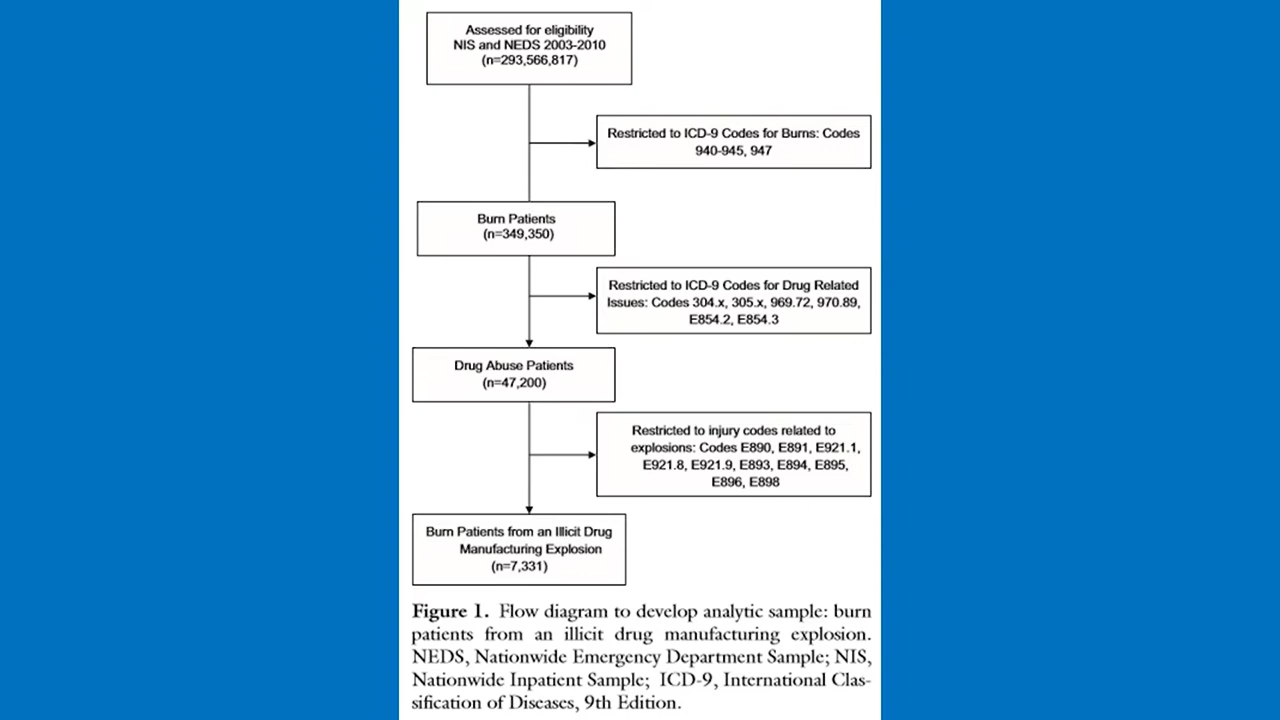 Assessed for eligibility
NIS and NEDS 2003-2010
(n=293,566,817)
Restricted to ICD-9 Codes for Burns: Codes
940-945, 947
Burn Patients
(n=349,350)
Restricted to ICD-9 Codes for Drug Related
Issues: Codes 304.x, 305.x, 969.72, 970.89,
E854.2, E854.3
Drug Abuse Patients
(n=47,200)
Restricted to injury codes related to
explosions: Codes E890, E891, E921.1,
E921.8, E921.9, E893, E894, E895,
E896, E898
Burn Patients from an Illicit Drug
Manufacturing Explosion
(n=7,331)
Figure 1. Flow diagram to develop analytic sample: burn
patients from an illicit drug manufacturing explosion.
NEDS, Nationwide Emergency Department Sample; NIS,
Nationwide Inpatient Sample; ICD-9, International Clas-
sification of Diseases, 9th Edition.